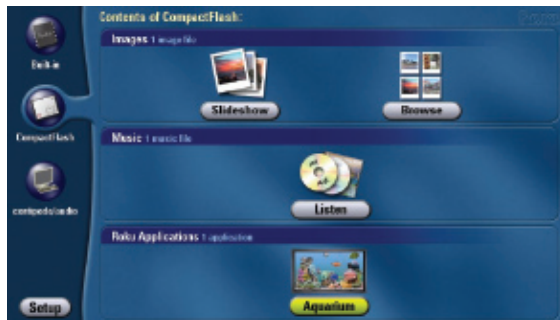 Contents of CompactFlash:
Built-in
Images 1 image file
Slideshow
Browse
CompactFlash
Music 1 music file
Listen
Roku Applications 1 application
Aquarium
Setup